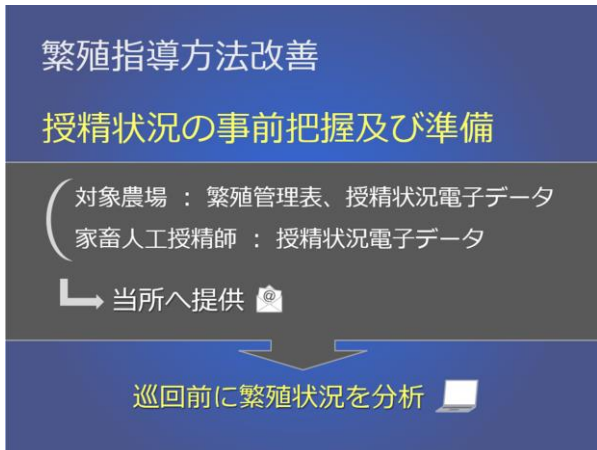 繁殖指導方法改善
授精状況の事前把握及び準備
対象農場 ： 繁殖管理表、授精状況電子データ
家畜人工授精師 ： 授精状況電子データ
当所へ提供
@
巡回前に繁殖状況を分析